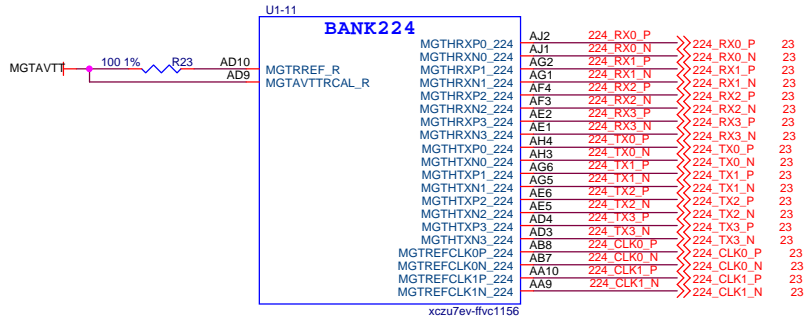 U1-11
BANK224
MGTAVTT
100 1% R23 AD10 MGTRREF_R
AD9 MGTAVTTRCAL_R
MGTHRXP0_224 AJ2 224_RX0_P 224_RX0_P 23
MGTHRXN0_224 AJ1 224_RX0_N 224_RX0_N 23
MGTHRXP1_224 AG2 224_RX1_P 224_RX1_P 23
MGTHRXN1_224 AG1 224_RX1_N 224_RX1_N 23
MGTHRXP2_224 AF4 224_RX2_P 224_RX2_P 23
MGTHRXN2_224 AF3 224_RX2_N 224_RX2_N 23
MGTHRXP3_224 AE2 224_RX3_P 224_RX3_P 23
MGTHRXN3_224 AE1 224_RX3_N 224_RX3_N 23
MGTHTXP0_224 AH4 224_TX0_P 224_TX0_P 23
MGTHTXN0_224 AH3 224_TX0_N 224_TX0_N 23
MGTHTXP1_224 AG6 224_TX1_P 224_TX1_P 23
MGTHTXN1_224 AG5 224_TX1_N 224_TX1_N 23
MGTHTXP2_224 AE6 224_TX2_P 224_TX2_P 23
MGTHTXN2_224 AE5 224_TX2_N 224_TX2_N 23
MGTHTXP3_224 AD4 224_TX3_P 224_TX3_P 23
MGTHTXN3_224 AD3 224_TX3_N 224_TX3_N 23
MGTREFCLK0P_224 AB8 224_CLK0_P 224_CLK0_P 23
MGTREFCLK0N_224 AB7 224_CLK0_N 224_CLK0_N 23
MGTREFCLK1P_224 AA10 224_CLK1_P 224_CLK1_P 23
MGTREFCLK1N_224 AA9 224_CLK1_N 224_CLK1_N 23
xczu7ev-ffvc1156